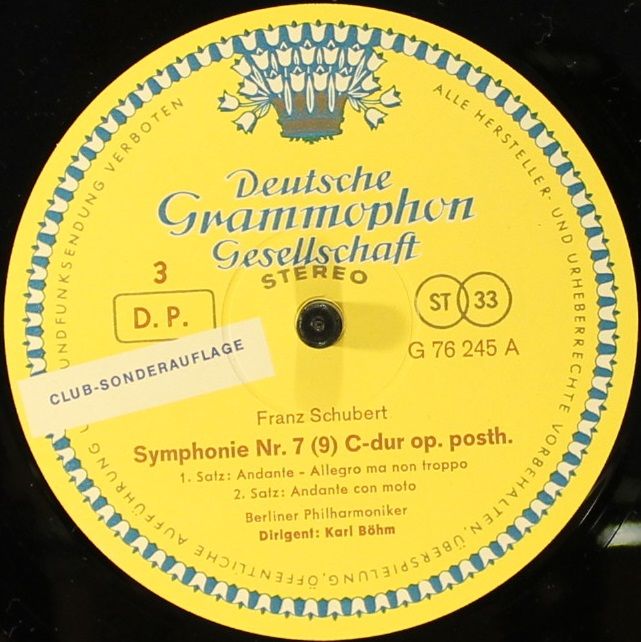 Deutsche
Grammophon
Gesellschaft
STEREO
3
D. P.
ST 33
G 76 245 A
CLUB-SONDERAUFLAGE
Franz Schubert
Symphonie Nr. 7 (9) C-dur op. posth.
1. Satz: Andante - Allegro ma non troppo
2. Satz: Andante con moto
Berliner Philharmoniker
Dirigent: Karl Böhm
ALLE HERSTELLER- UND URHEBERRECHTE VORBEHALTEN, ÜBERSPIELUNG, ÖFFENTLICHE AUFFÜHRUNG UNDFUNKSENDUNG VERBOTEN